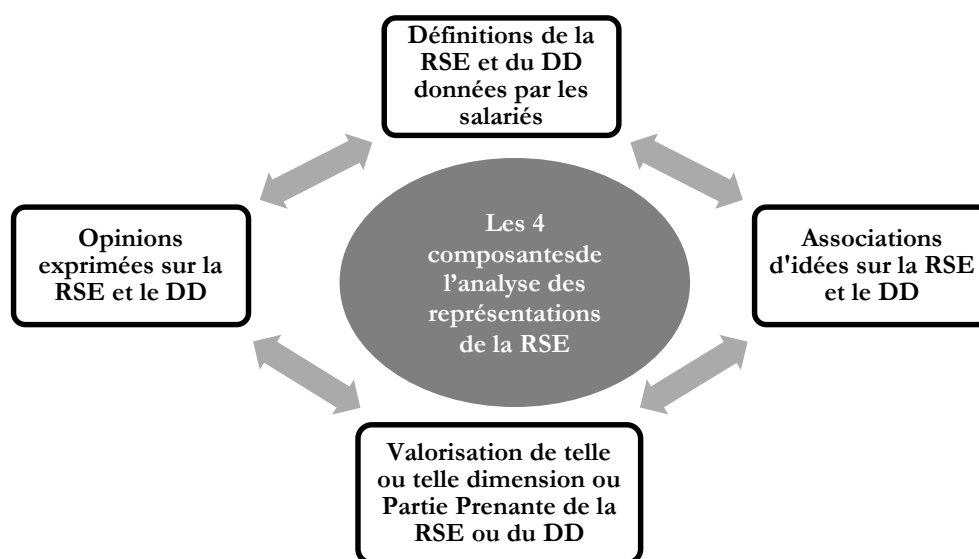 Définitions de la
RSE et du DD
données par les
salariés
Opinions
exprimées sur la
RSE et le DD
Les 4
composantesde
l’analyse des
représentations
de la RSE
Associations
d'idées sur la RSE
et le DD
Valorisation de telle
ou telle dimension ou
Partie Prenante de la
RSE ou du DD